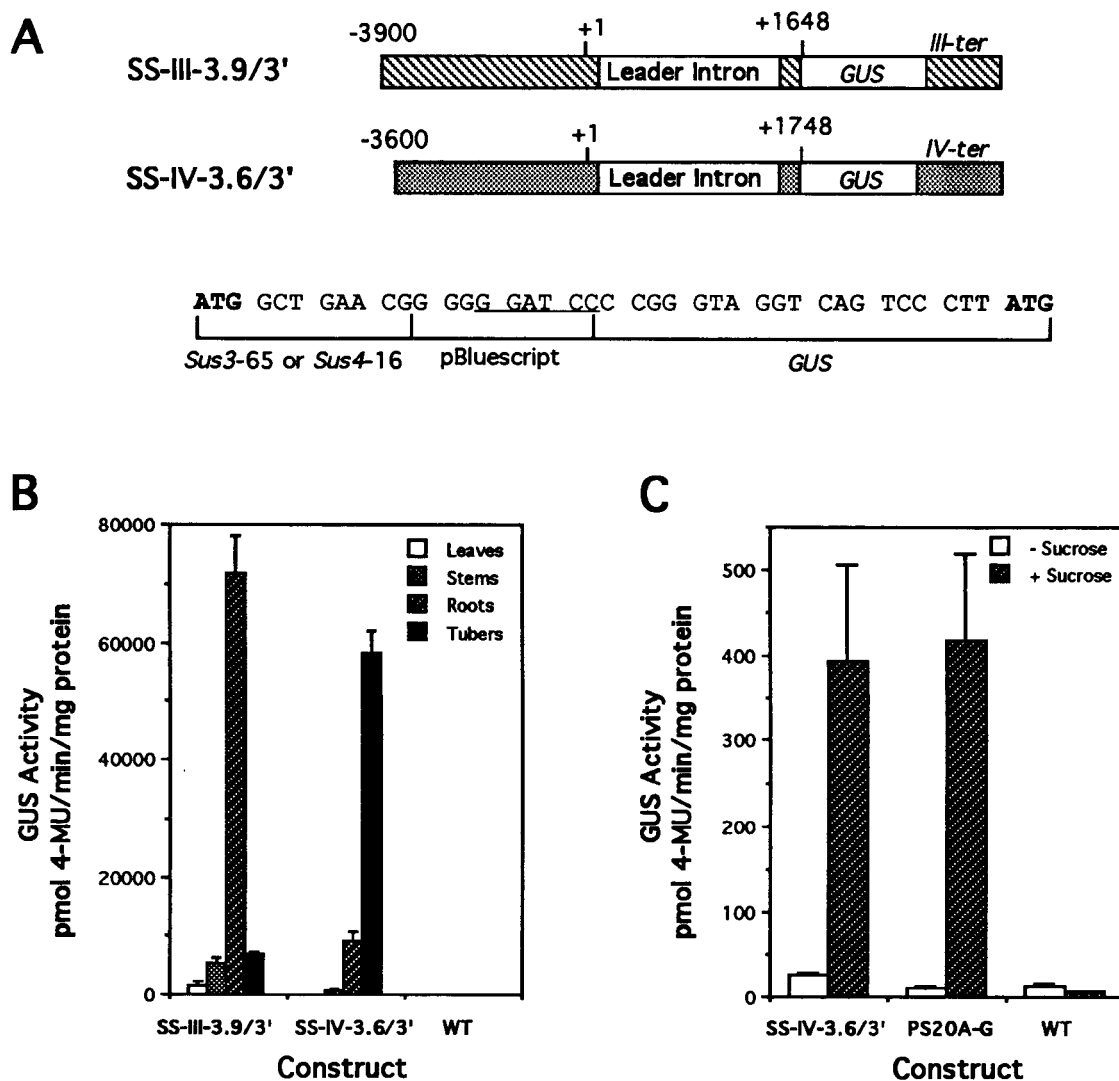 A
-3900
+1
+1648
III-ter
SS-III-3.9/3'
Leader Intron
GUS
-3600
+1
+1748
IV-ter
SS-IV-3.6/3'
Leader Intron
GUS
ATG GCT GAA CGG GGG GAT CCC CGG GTA GGT CAG TCC CTT ATG
Sus3-65 or Sus4-16
pBluescript
GUS
B
80000
60000
40000
20000
0
GUS Activity
pmol 4-MU/min/mg protein
Leaves
Stems
Roots
Tubers
SS-III-3.9/3'
SS-IV-3.6/3'
WT
Construct
C
500
400
300
200
100
0
GUS Activity
pmol 4-MU/min/mg protein
- Sucrose
+ Sucrose
SS-IV-3.6/3'
PS20A-G
WT
Construct